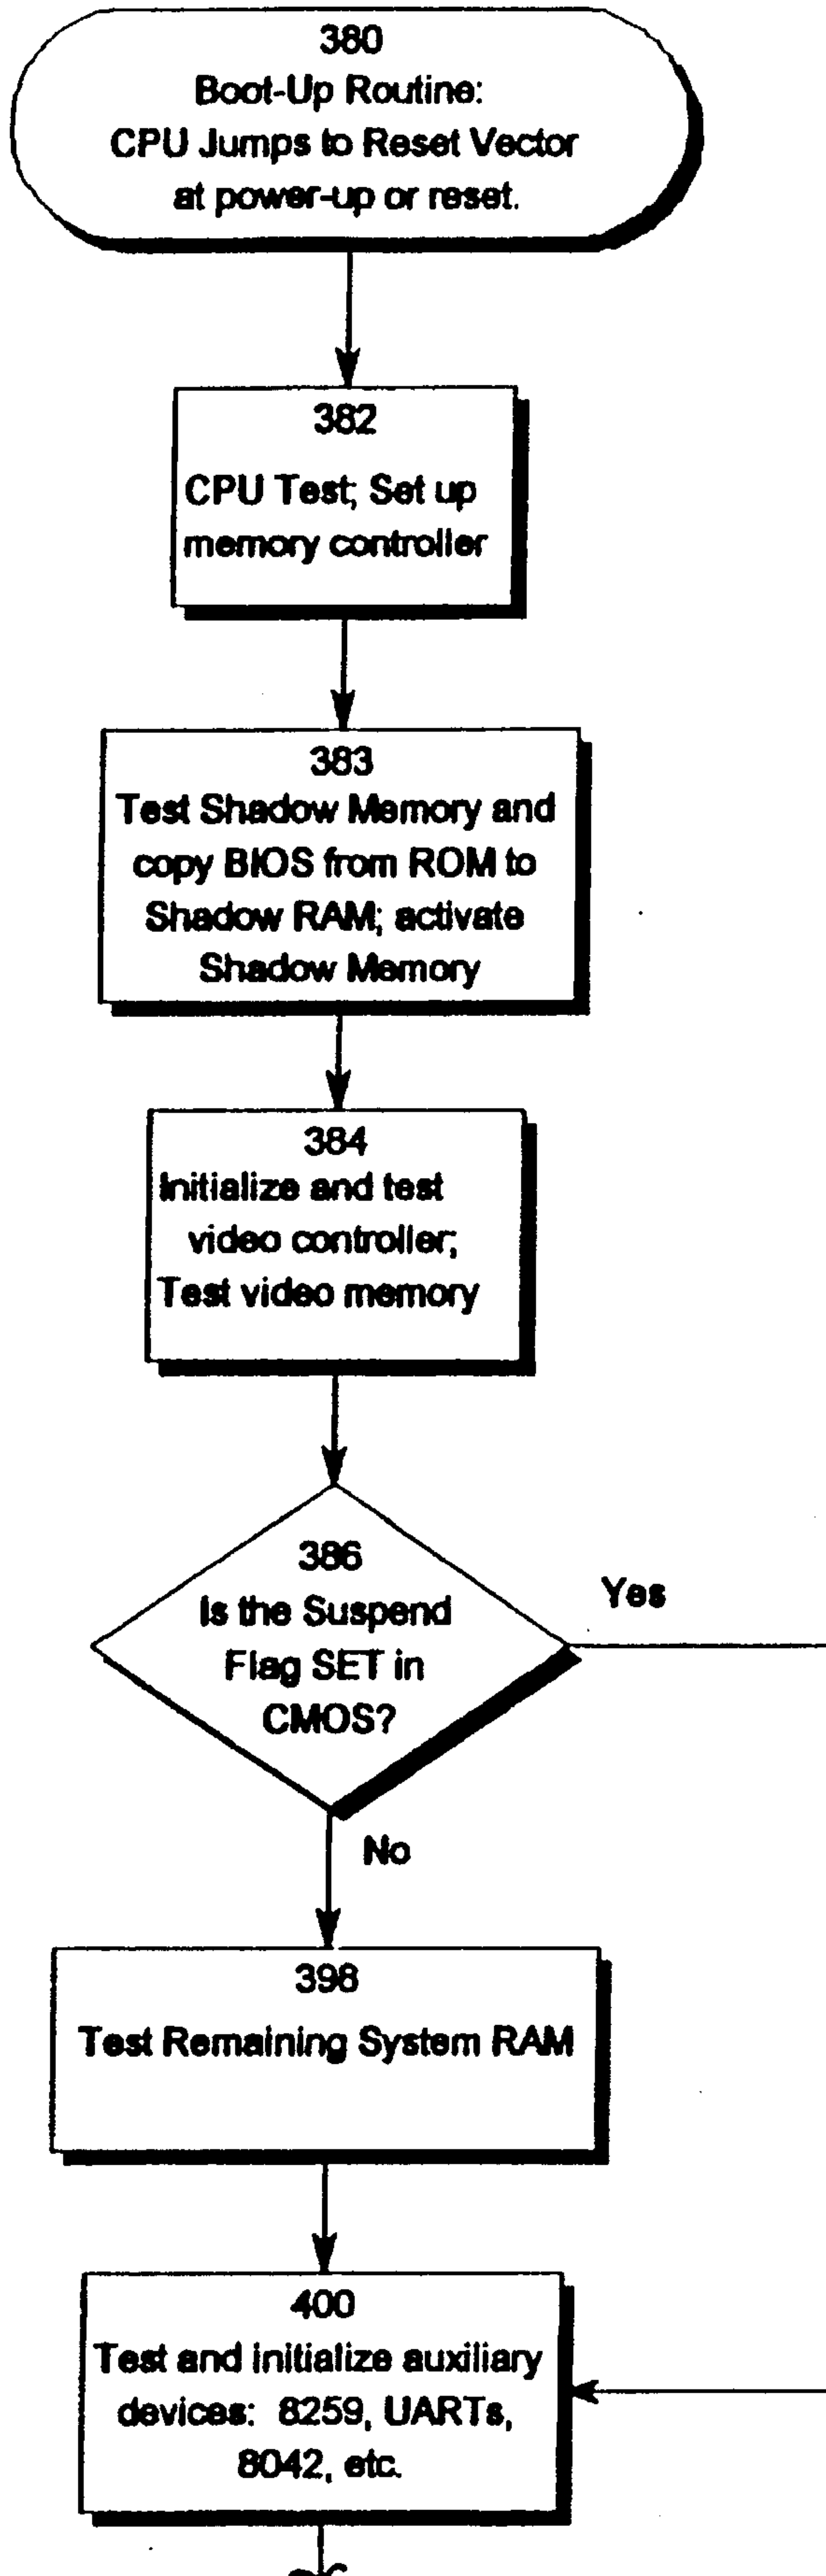 380
Boot-Up Routine:
CPU Jumps to Reset Vector
at power-up or reset.
382
CPU Test; Set up
memory controller
383
Test Shadow Memory and
copy BIOS from ROM to
Shadow RAM; activate
Shadow Memory
384
Initialize and test
video controller;
Test video memory
386
Is the Suspend
Flag SET in
CMOS?
Yes
No
398
Test Remaining System RAM
400
Test and initialize auxiliary
devices: 8259, UARTs,
8042, etc.